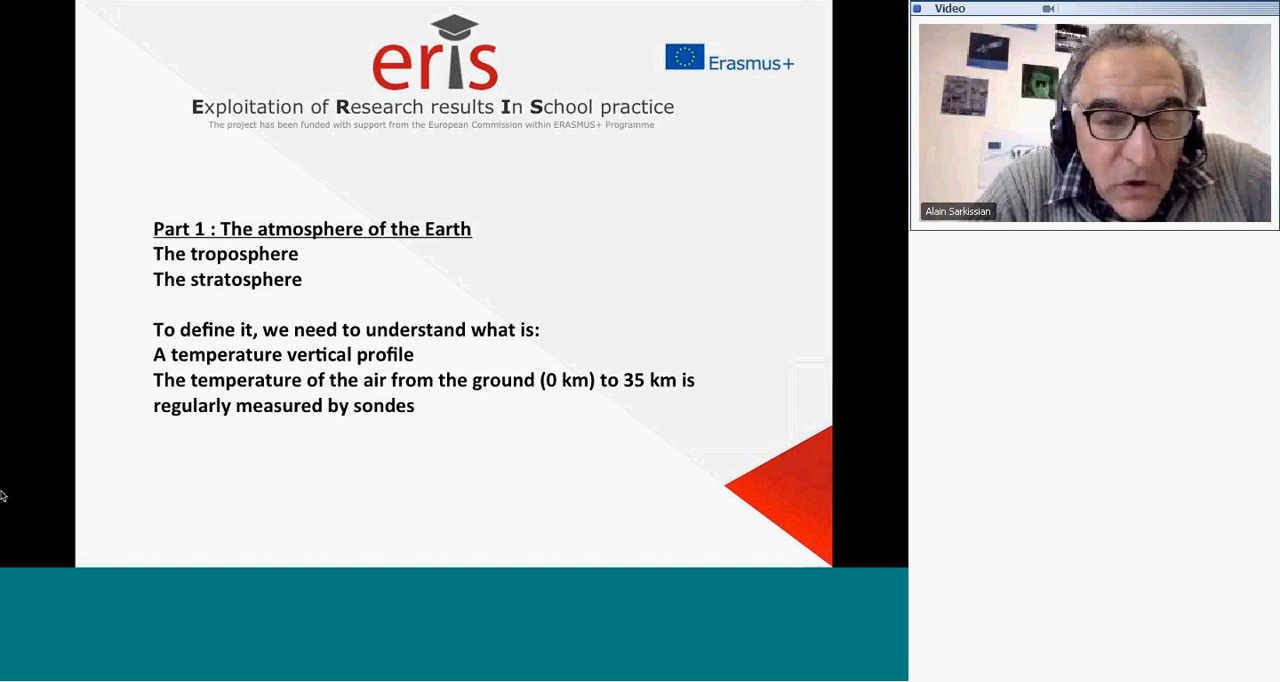 eris
Erasmus+
Exploitation of Research results In School practice
The project has been funded with support from the European Commission within ERASMUS+ Programme
Part 1 : The atmosphere of the Earth
The troposphere
The stratosphere
To define it, we need to understand what is:
A temperature vertical profile
The temperature of the air from the ground (0 km) to 35 km is
regularly measured by sondes
Video
Alain Sarkissian